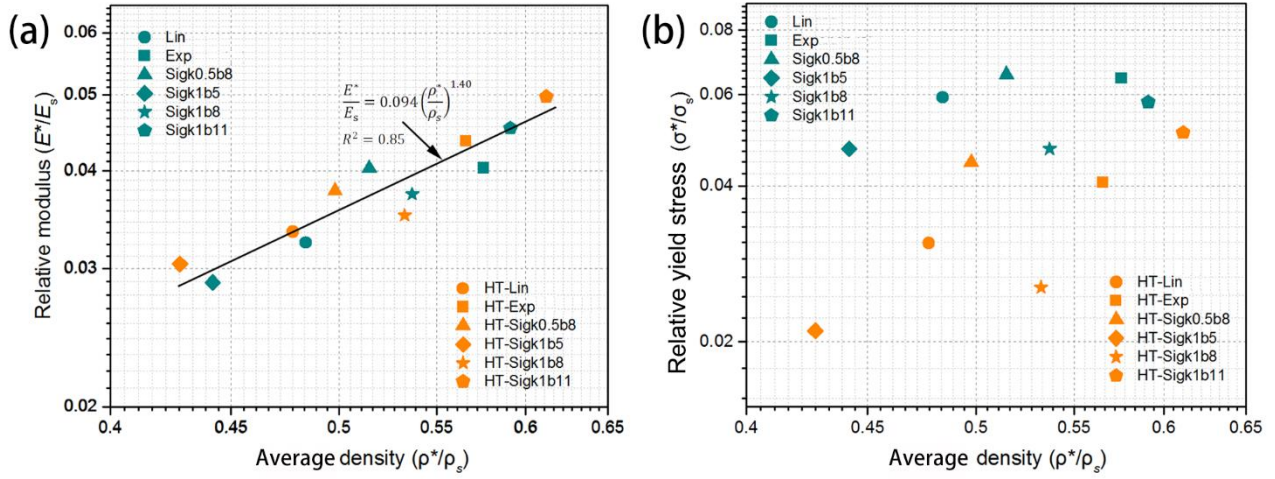 (a)
0.06
0.05
0.04
0.03
0.02
Relative modulus (E*/Eₛ)
Lin
Exp
Sigk0.5b8
Sigk1b5
Sigk1b8
Sigk1b11
E*/Eₛ = 0.094(ρ*/ρₛ)^1.40
R² = 0.85
HT-Lin
HT-Exp
HT-Sigk0.5b8
HT-Sigk1b5
HT-Sigk1b8
HT-Sigk1b11
0.4 0.45 0.5 0.55 0.6 0.65
Average density (ρ*/ρₛ)
(b)
0.08
0.06
0.04
0.02
Relative yield stress (σ*/σₛ)
Lin
Exp
Sigk0.5b8
Sigk1b5
Sigk1b8
Sigk1b11
HT-Lin
HT-Exp
HT-Sigk0.5b8
HT-Sigk1b5
HT-Sigk1b8
HT-Sigk1b11
0.4 0.45 0.5 0.55 0.6 0.65
Average density (ρ*/ρₛ)